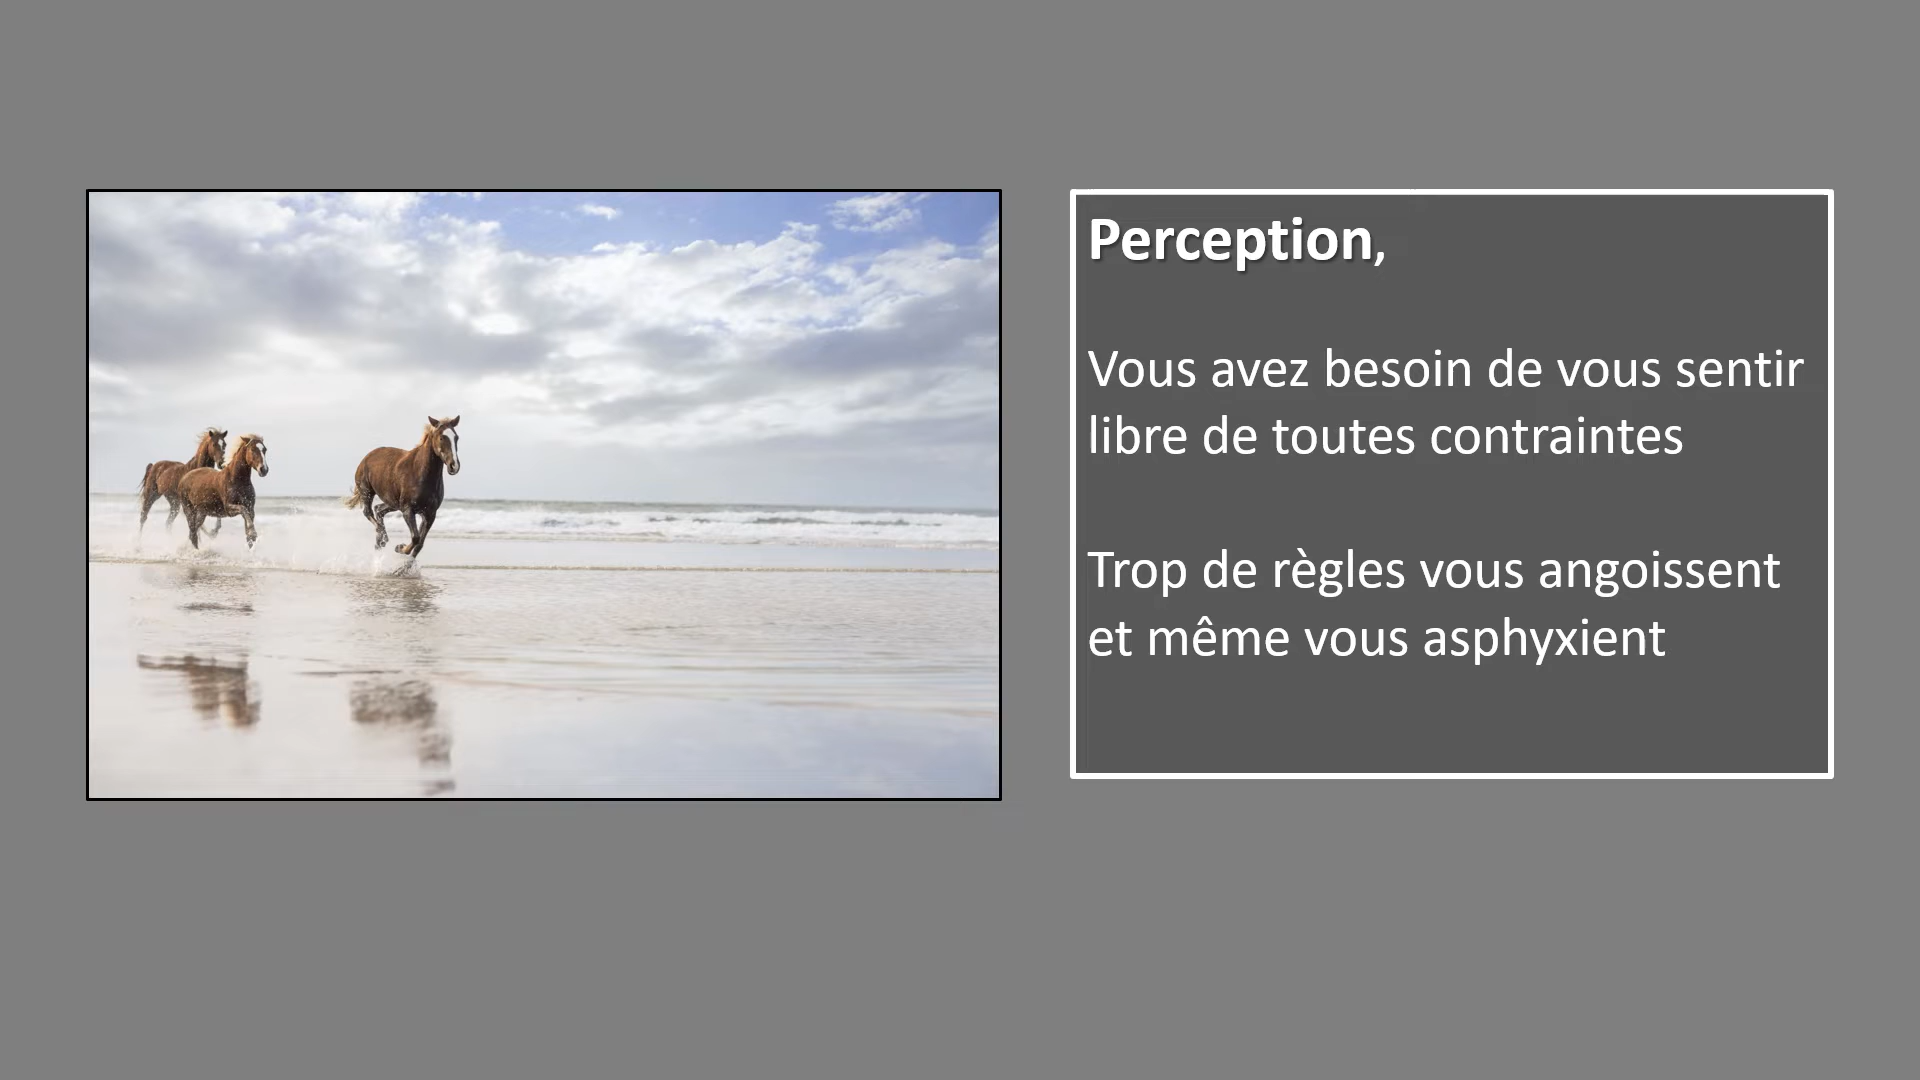 Perception,
Vous avez besoin de vous sentir
libre de toutes contraintes
Trop de règles vous angoissent
et même vous asphyxient